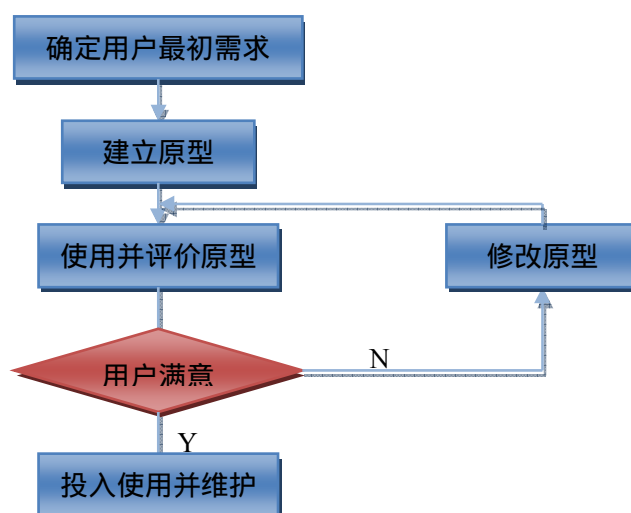 确定用户最初需求
建立原型
使用并评价原型
修改原型
用户满意
N
Y
投入使用并维护